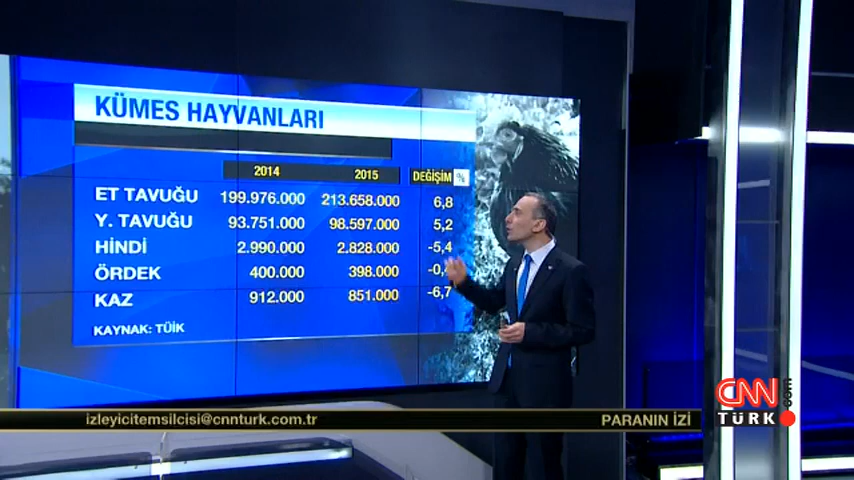 KÜMES HAYVANLARI
2014 2015 DEĞİŞİM %
ET TAVUĞU 199.976.000 213.658.000 6,8
Y. TAVUĞU 93.751.000 98.597.000 5,2
HİNDİ 2.990.000 2.828.000 -5,4
ÖRDEK 400.000 398.000
KAZ 912.000 851.000 -6,7
KAYNAK: TÜİK
izleyicitemsilcisi@cnnturk.com.tr PARANIN İZİ
CNN
TÜRK
.com